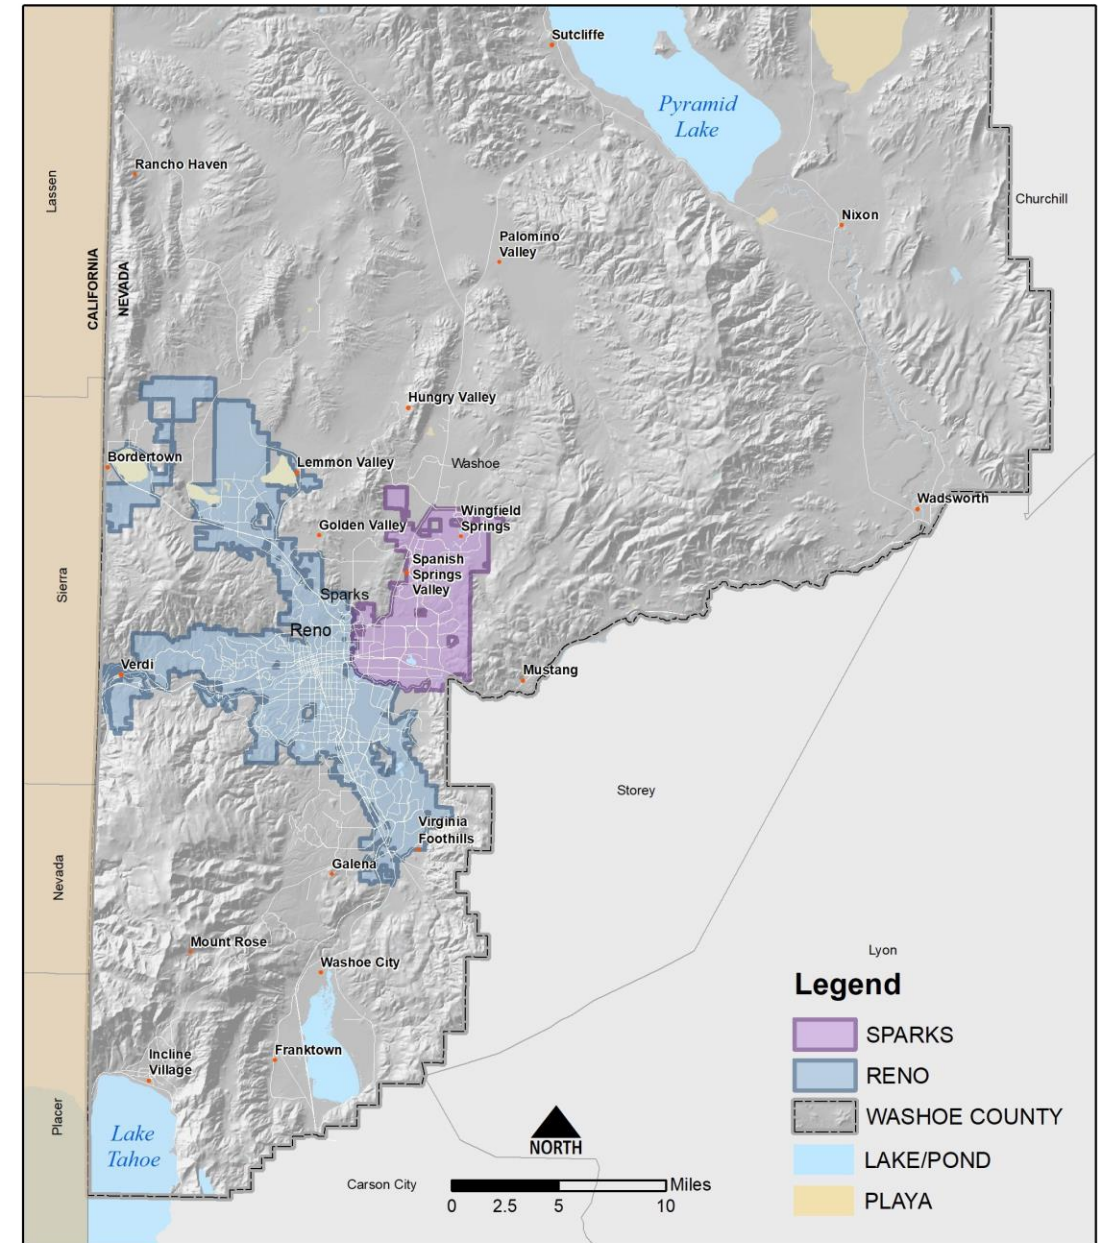 Sutcliffe
Pyramid
Lake
Rancho Haven
Lassen
Churchill
Nixon
Palomino
Valley
CALIFORNIA
NEVADA
Hungry Valley
Bordertown
Lemmon Valley
Washoe
Wadsworth
Wingfield
Springs
Golden Valley
Spanish
Springs
Valley
Sierra
Sparks
Reno
Verdi
Mustang
Storey
Virginia
Foothills
Galena
Nevada
Mount Rose
Lyon
Washoe City
Legend
SPARKS
Incline
Village
Franktown
RENO
Placer
WASHOE COUNTY
Lake
Tahoe
NORTH
LAKE/POND
Carson City
Miles
0 2.5 5 10
PLAYA